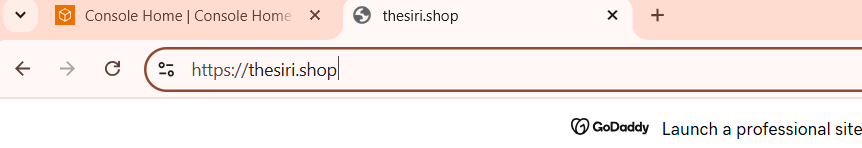 Console Home | Console Home
thesiri.shop
https://thesiri.shop
GoDaddy Launch a professional site